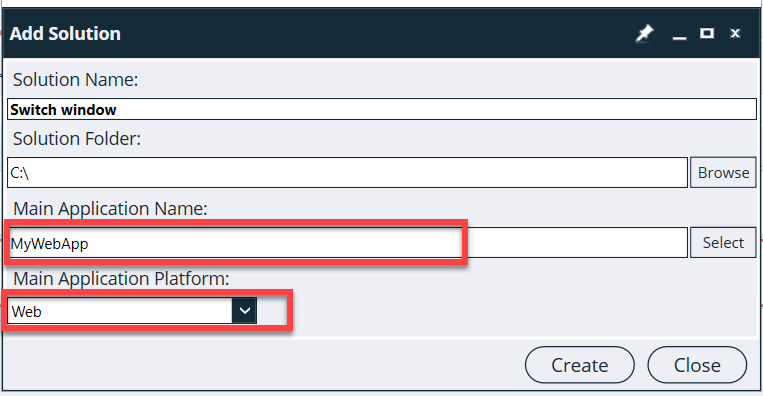 Add Solution
Solution Name:
Switch window
Solution Folder:
C:\
Browse
Main Application Name:
MyWebApp
Select
Main Application Platform:
Web
Create
Close